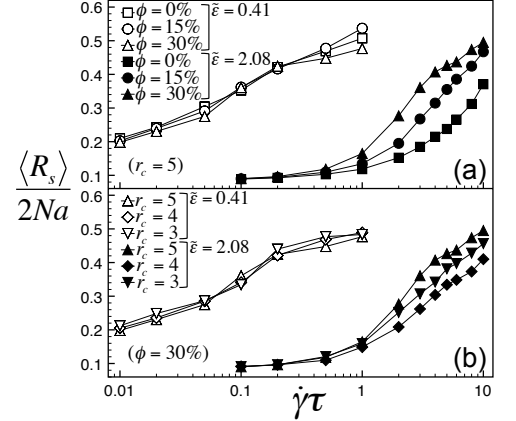 0.6
0.5
0.4
0.3
0.2
0.1
ϕ = 0%
ϕ = 15%
ϕ = 30%
ε̃ = 0.41
ϕ = 0%
ϕ = 15%
ϕ = 30%
ε̃ = 2.08
(r_c = 5)
(a)
⟨R_s⟩
2Na
0.6
0.5
0.4
0.3
0.2
0.1
r_c = 5
r_c = 4
r_c = 3
ε̃ = 0.41
r_c = 5
r_c = 4
r_c = 3
ε̃ = 2.08
(ϕ = 30%)
(b)
0.01 0.1 1 10
γ̇τ